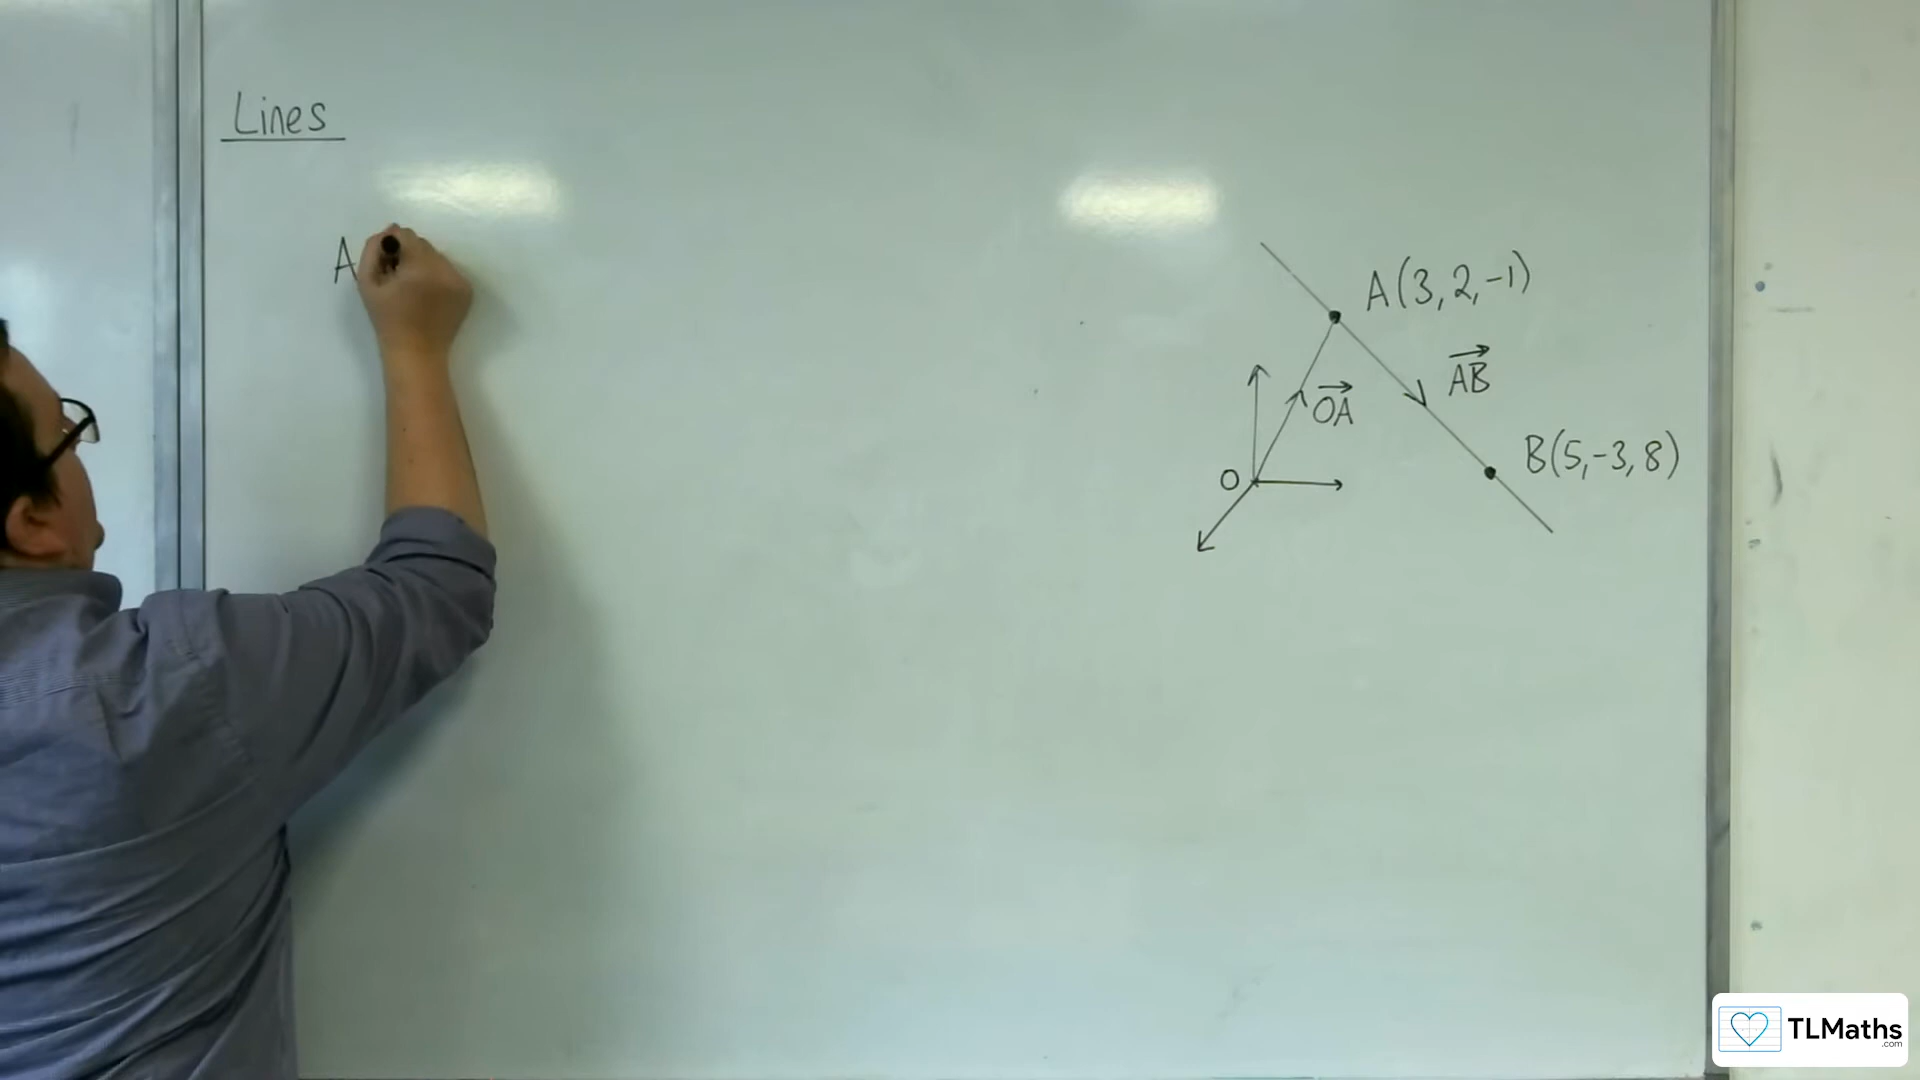 Lines
A
A(3,2,-1)
AB
OA
O
B(5,-3,8)
TLMaths
.com